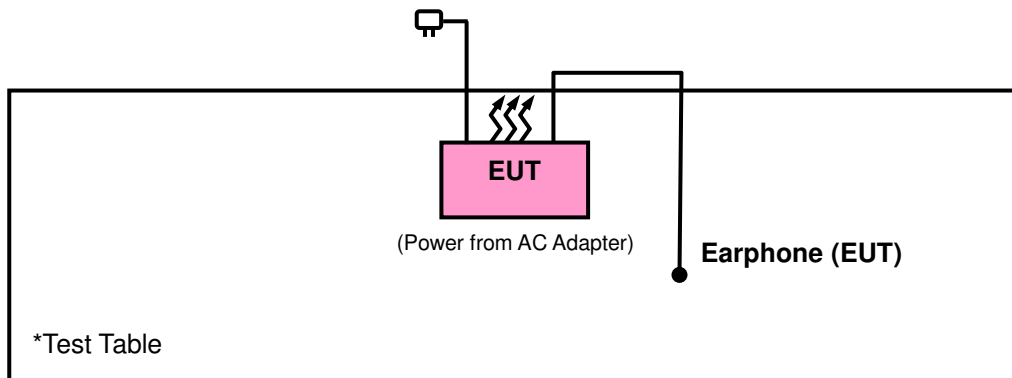 EUT
(Power from AC Adapter)
Earphone (EUT)
*Test Table